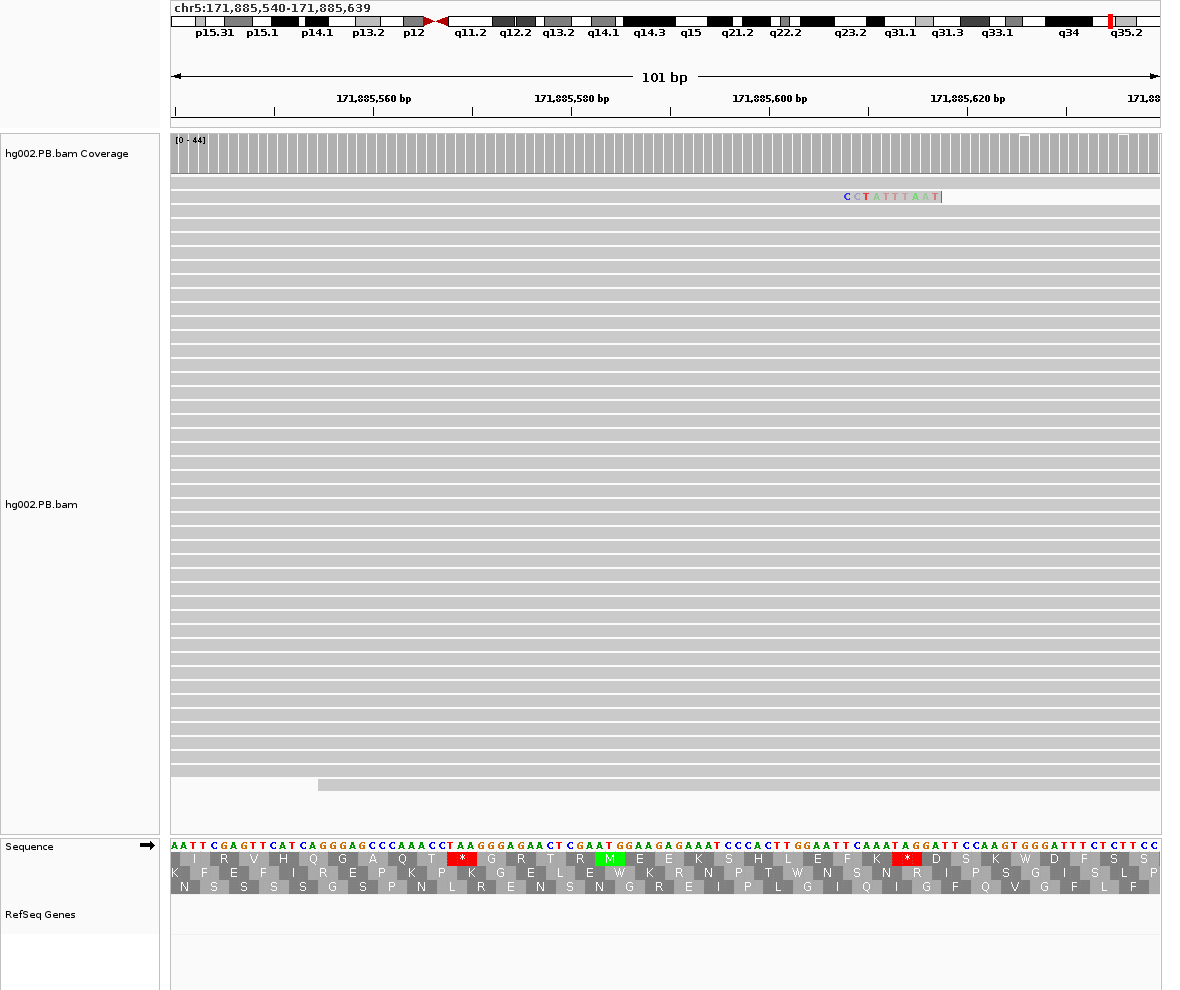 chr5:171,885,540-171,885,639
p15.31 p15.1 p14.1 p13.2 p12 q11.2 q12.2 q13.2 q14.1 q14.3 q15 q21.2 q22.2 q23.2 q31.1 q31.3 q33.1 q34 q35.2
101 bp
171,885,560 bp 171,885,580 bp 171,885,600 bp 171,885,620 bp 171,88
[0 - 44]
hg002.PB.bam Coverage
CCTATTTAAT
hg002.PB.bam
Sequence
AATTCGAGTTCATCAGGGAGCCCAAACCTAAGGGAGAACTCGAATGGAAGAGAAATCCCACTTGGAATTCAAATAGGATTCCAAGTGGGATTTCTCTTCC
I R V H Q G A Q T * G R T R M E E K S H L E F K * D S K W D F S S
K F E F I R E P K P K G E L E W K R N P T W N S N R I P S G I S L P
N S S S S G S P N L R E N S N G R E I P L G I Q I G F Q V G F L F
RefSeq Genes